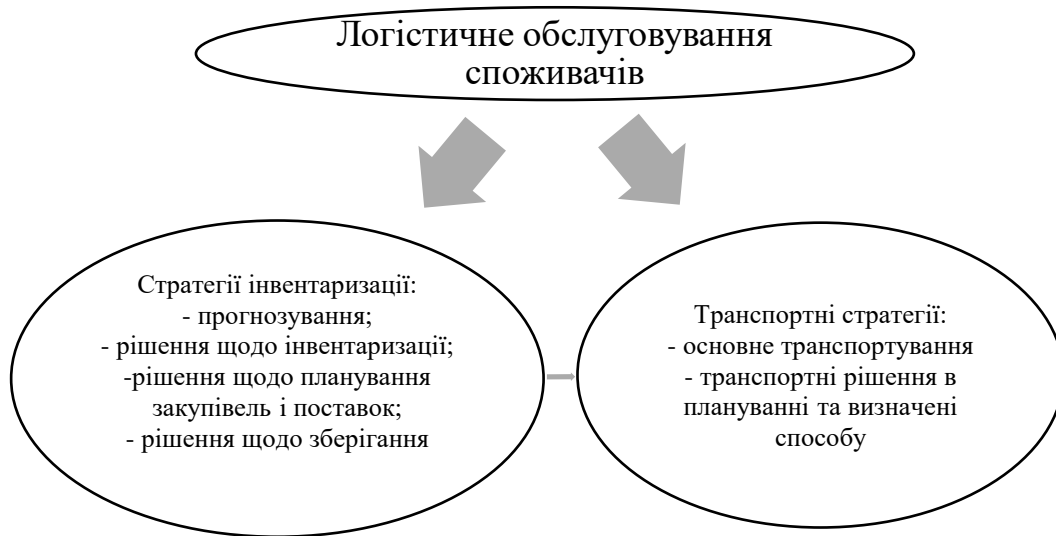 Логістичне обслуговування
споживачів
Стратегії інвентаризації:
- прогнозування;
- рішення щодо інвентаризації;
-рішення щодо планування
закупівель і поставок;
- рішення щодо зберігання
Транспортні стратегії:
- основне транспортування
- транспортні рішення в
плануванні та визначені
способу